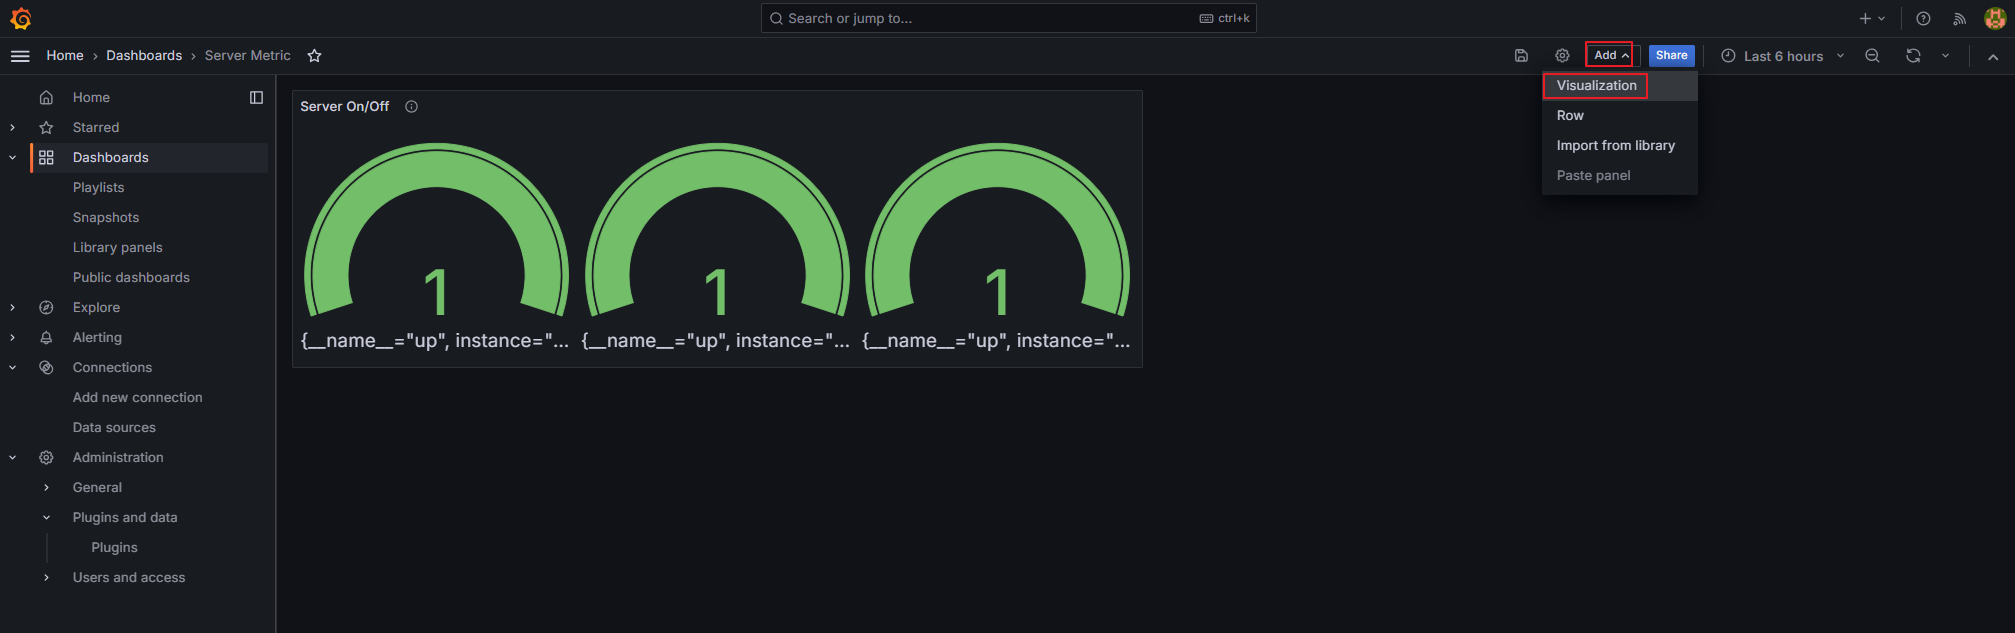 Search or jump to...
ctrl+k
Home > Dashboards > Server Metric
Add
Share
Last 6 hours
Home
Starred
Dashboards
Playlists
Snapshots
Library panels
Public dashboards
Explore
Alerting
Connections
Add new connection
Data sources
Administration
General
Plugins and data
Plugins
Users and access
Server On/Off
1
1
1
{__name__="up", instance="...
{__name__="up", instance="...
{__name__="up", instance="...
Visualization
Row
Import from library
Paste panel